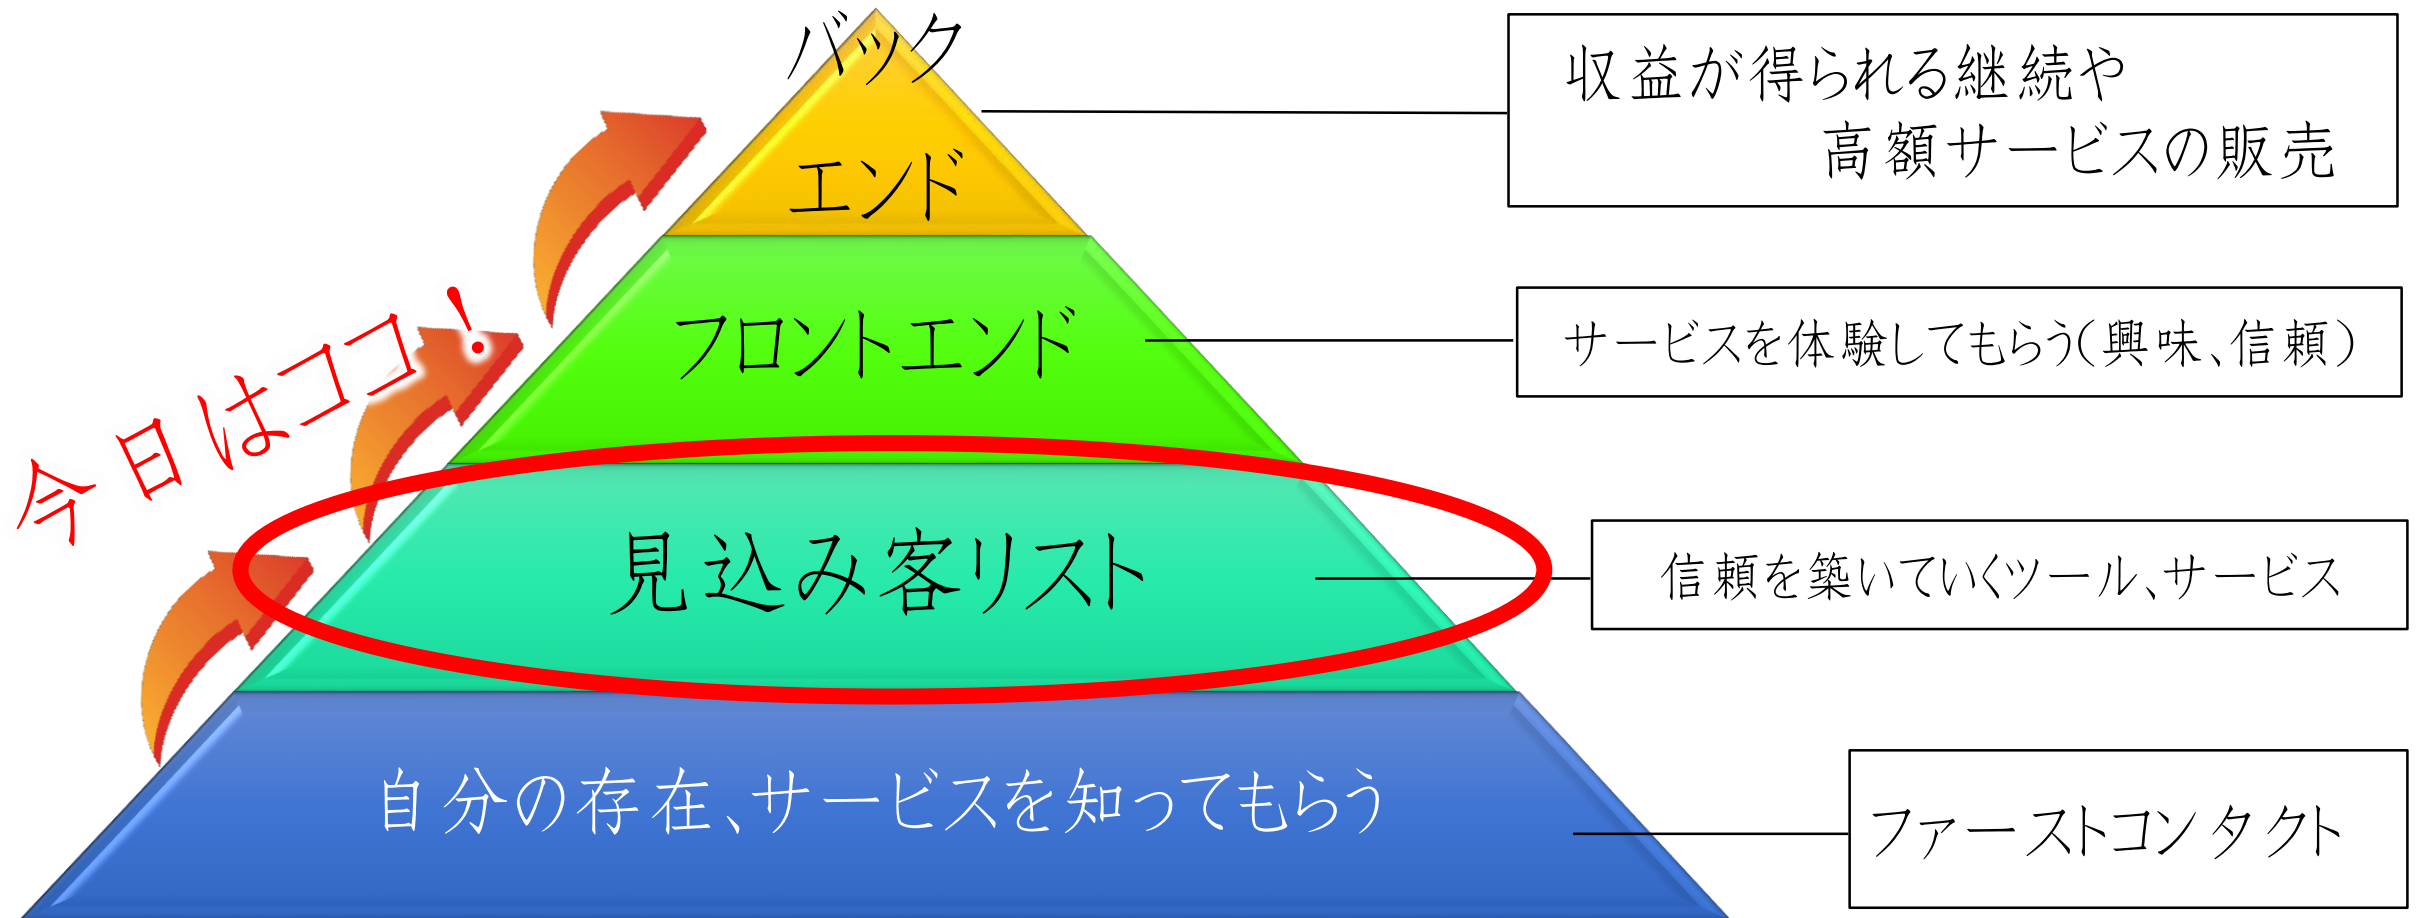 バック
エンド
収益が得られる継続や
高額サービスの販売
今日はココ!
フロントエンド
サービスを体験してもらう(興味、信頼)
見込み客リスト
信頼を築いていくツール、サービス
自分の存在、サービスを知ってもらう
ファーストコンタクト